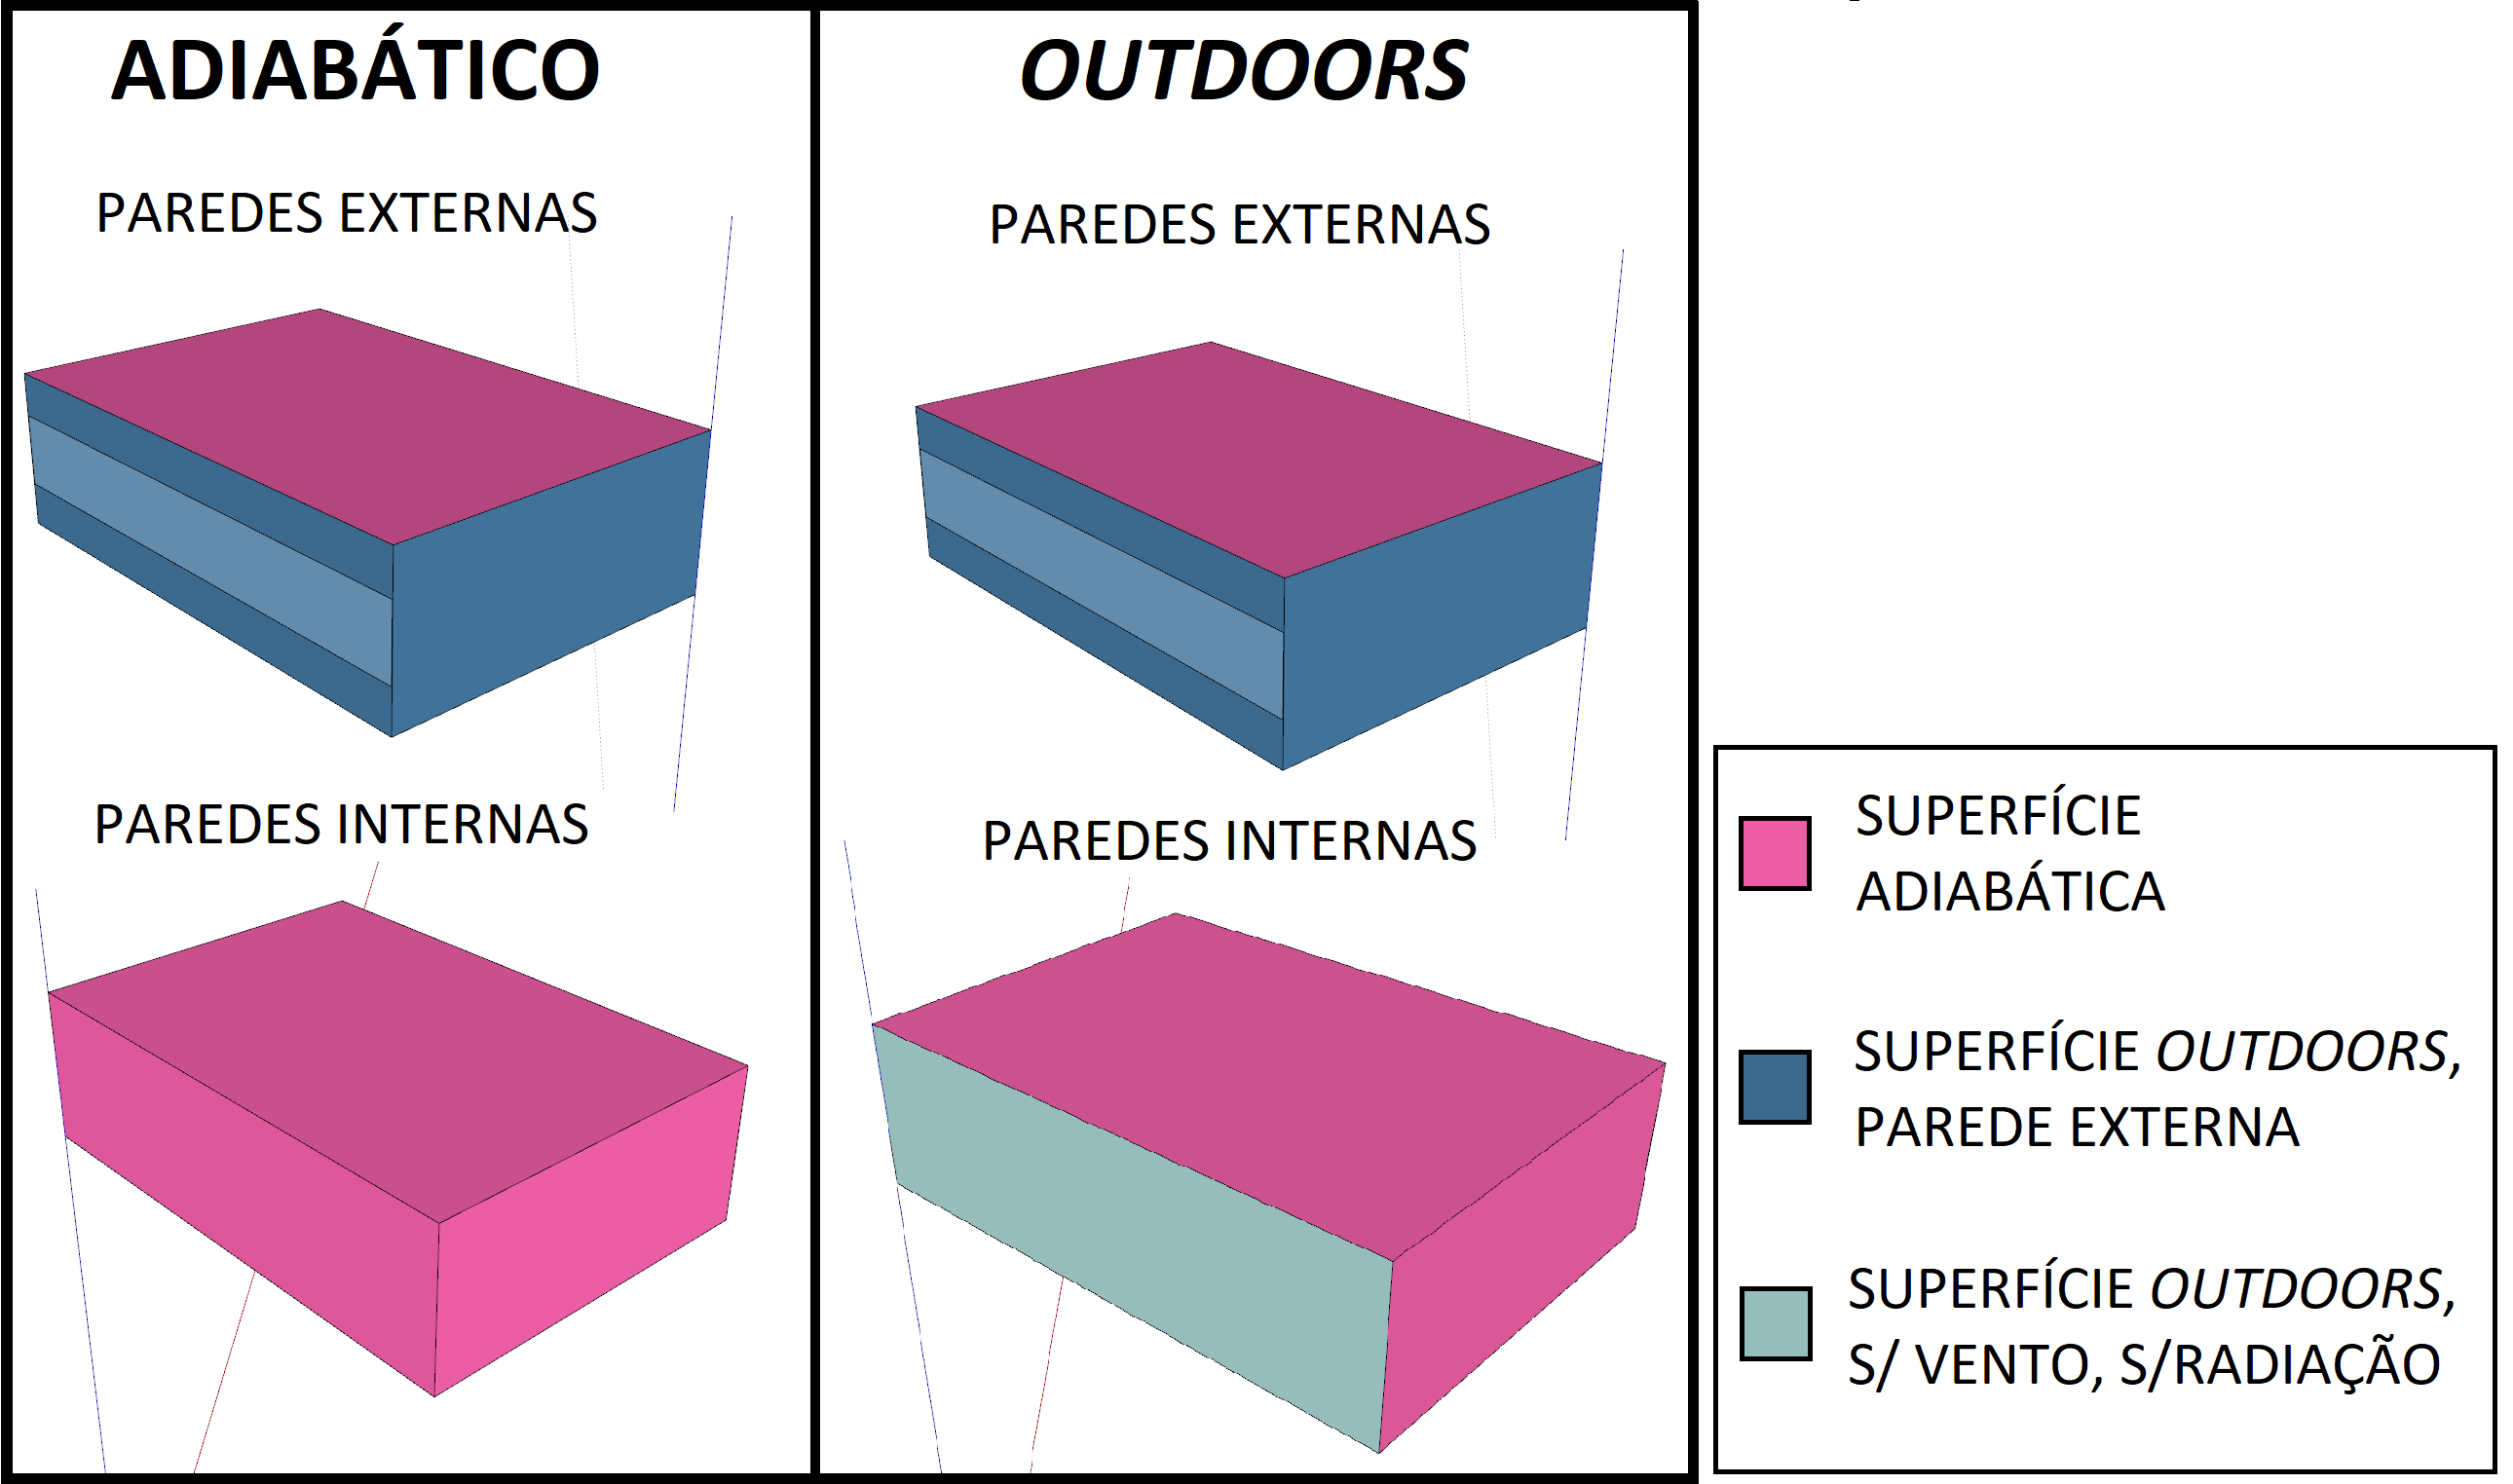 ADIABÁTICO
PAREDES EXTERNAS
PAREDES INTERNAS
OUTDOORS
PAREDES EXTERNAS
PAREDES INTERNAS
SUPERFÍCIE
ADIABÁTICA
SUPERFÍCIE OUTDOORS,
PAREDE EXTERNA
SUPERFÍCIE OUTDOORS,
S/ VENTO, S/RADIAÇÃO